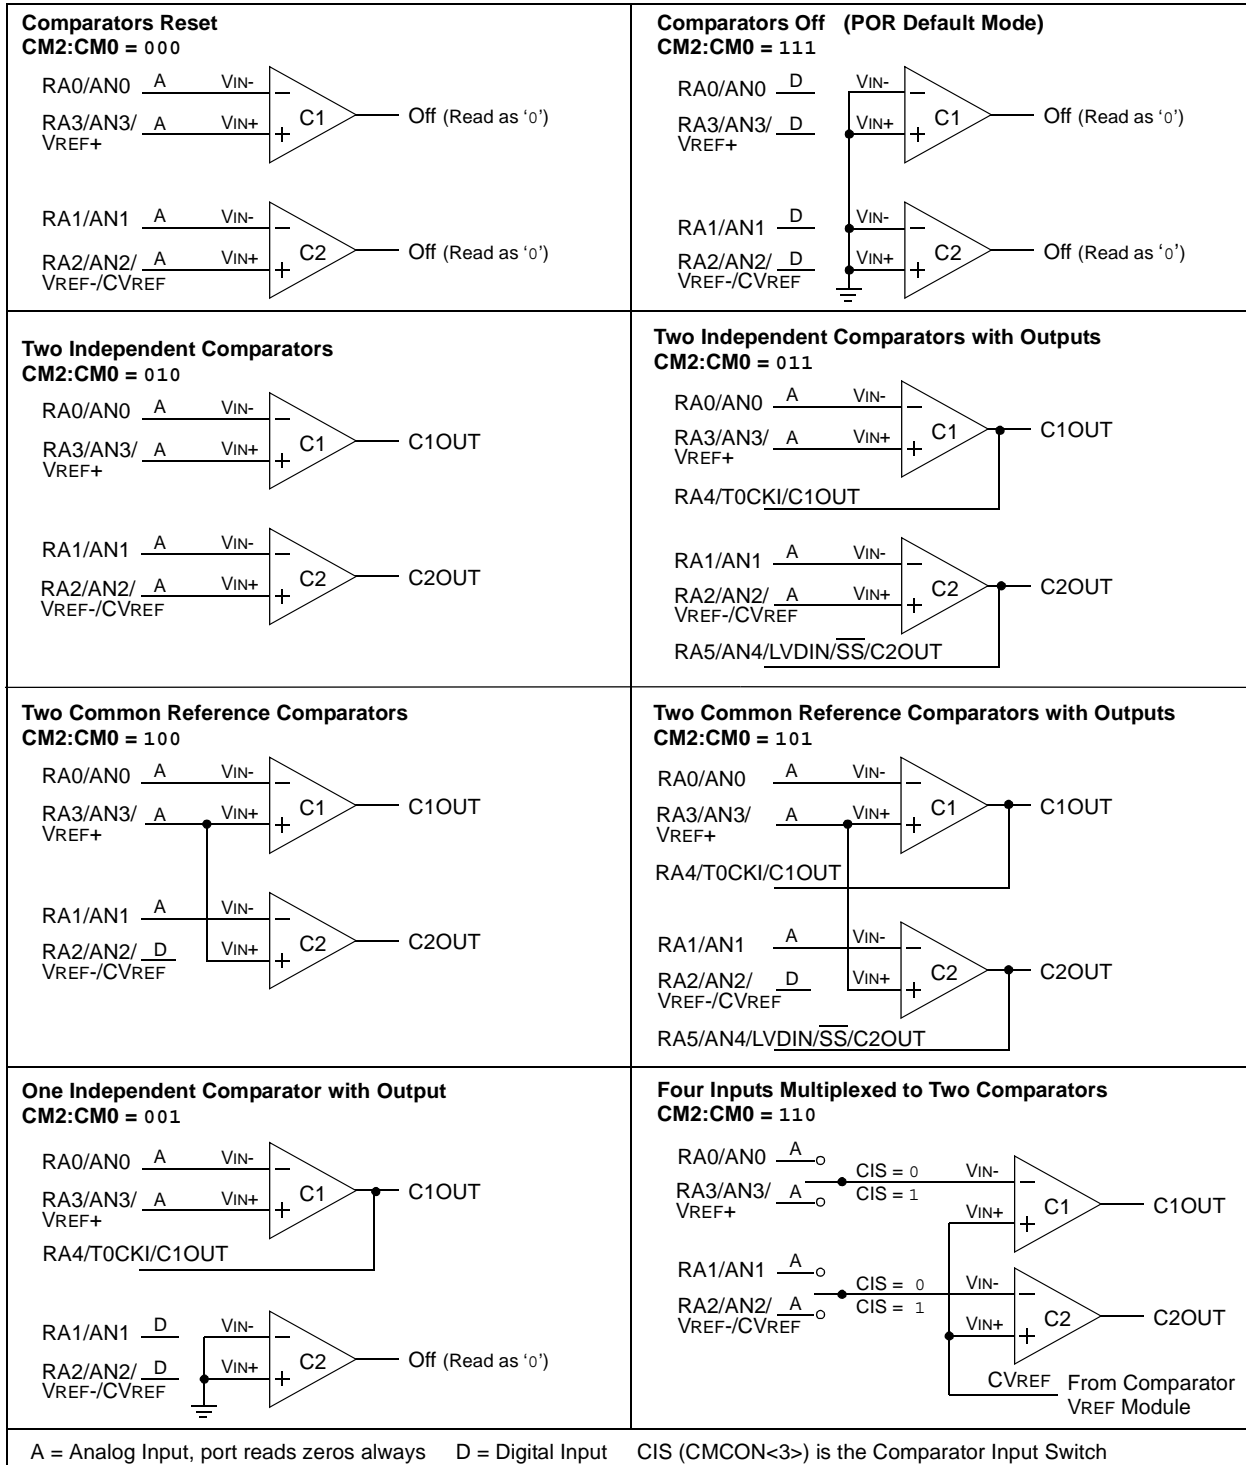 Comparators Reset
CM2:CM0 = 000
RA0/AN0 A VIN-
RA3/AN3/ A VIN+
VREF+
C1
Off (Read as ‘0’)
RA1/AN1 A VIN-
RA2/AN2/ A VIN+
VREF-/CVREF
C2
Off (Read as ‘0’)
Comparators Off (POR Default Mode)
CM2:CM0 = 111
RA0/AN0 D VIN-
RA3/AN3/ D VIN+
VREF+
C1
Off (Read as ‘0’)
RA1/AN1 D VIN-
RA2/AN2/ D VIN+
VREF-/CVREF
C2
Off (Read as ‘0’)
Two Independent Comparators
CM2:CM0 = 010
RA0/AN0 A VIN-
RA3/AN3/ A VIN+
VREF+
C1
C1OUT
RA1/AN1 A VIN-
RA2/AN2/ A VIN+
VREF-/CVREF
C2
C2OUT
Two Independent Comparators with Outputs
CM2:CM0 = 011
RA0/AN0 A VIN-
RA3/AN3/ A VIN+
VREF+
C1
C1OUT
RA4/T0CKI/C1OUT
RA1/AN1 A VIN-
RA2/AN2/ A VIN+
VREF-/CVREF
C2
C2OUT
RA5/AN4/LVDIN/S̅S̅/C2OUT
Two Common Reference Comparators
CM2:CM0 = 100
RA0/AN0 A VIN-
RA3/AN3/ A VIN+
VREF+
C1
C1OUT
RA1/AN1 A VIN-
RA2/AN2/ D VIN+
VREF-/CVREF
C2
C2OUT
Two Common Reference Comparators with Outputs
CM2:CM0 = 101
RA0/AN0 A VIN-
RA3/AN3/ A VIN+
VREF+
C1
C1OUT
RA4/T0CKI/C1OUT
RA1/AN1 A VIN-
RA2/AN2/ D VIN+
VREF-/CVREF
C2
C2OUT
RA5/AN4/LVDIN/S̅S̅/C2OUT
One Independent Comparator with Output
CM2:CM0 = 001
RA0/AN0 A VIN-
RA3/AN3/ A VIN+
VREF+
C1
C1OUT
RA4/T0CKI/C1OUT
RA1/AN1 D VIN-
RA2/AN2/ D VIN+
VREF-/CVREF
C2
Off (Read as ‘0’)
Four Inputs Multiplexed to Two Comparators
CM2:CM0 = 110
RA0/AN0 A
CIS = 0 VIN-
RA3/AN3/ A CIS = 1
VREF+
VIN+
C1
C1OUT
RA1/AN1 A
CIS = 0 VIN-
RA2/AN2/ A CIS = 1
VREF-/CVREF
VIN+
C2
C2OUT
CVREF From Comparator
VREF Module
A = Analog Input, port reads zeros always D = Digital Input CIS (CMCON<3>) is the Comparator Input Switch